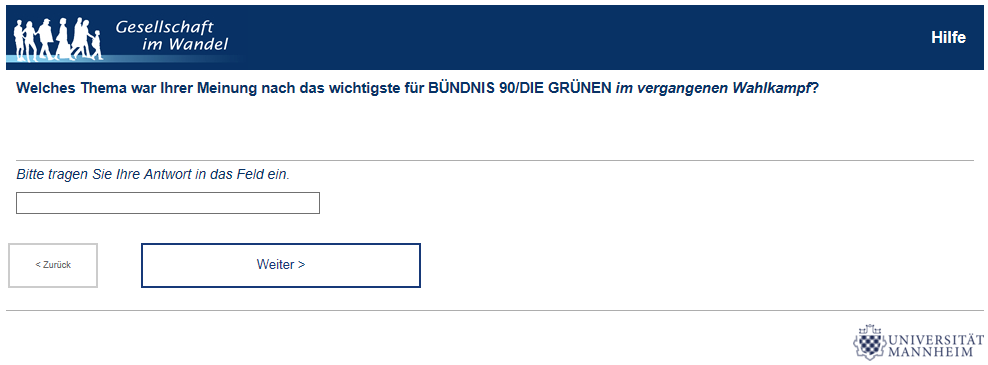 Gesellschaft
im Wandel
Hilfe
Welches Thema war Ihrer Meinung nach das wichtigste für BÜNDNIS 90/DIE GRÜNEN im vergangenen Wahlkampf?
Bitte tragen Sie Ihre Antwort in das Feld ein.
< Zurück
Weiter >
UNIVERSITÄT
MANNHEIM